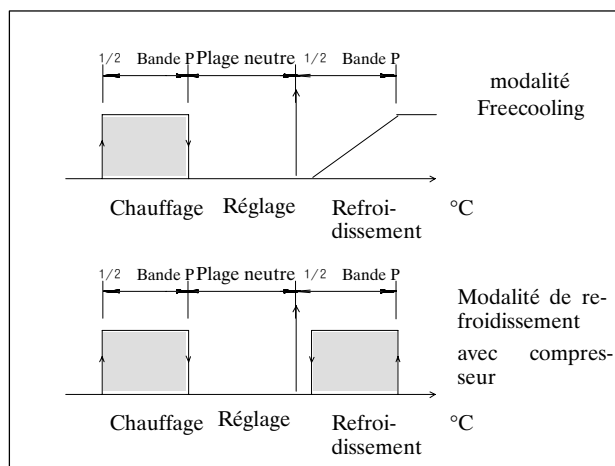 1/2 Bande P Plage neutre 1/2 Bande P
modalité
Freecooling
Chauffage Réglage Refroi-
dissement
°C
1/2 Bande P Plage neutre 1/2 Bande P
Modalité de re-
froidissement
avec compres-
seur
Chauffage Réglage Refroi-
dissement
°C